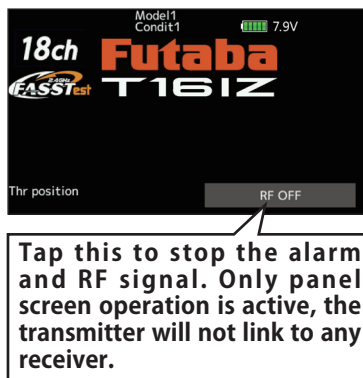 Model1
Condit1
7.9V
18ch
Futaba
2.4GHz
FASSTest
T16IZ
Thr position
RF OFF
Tap this to stop the alarm
and RF signal. Only panel
screen operation is active, the
transmitter will not link to any
receiver.